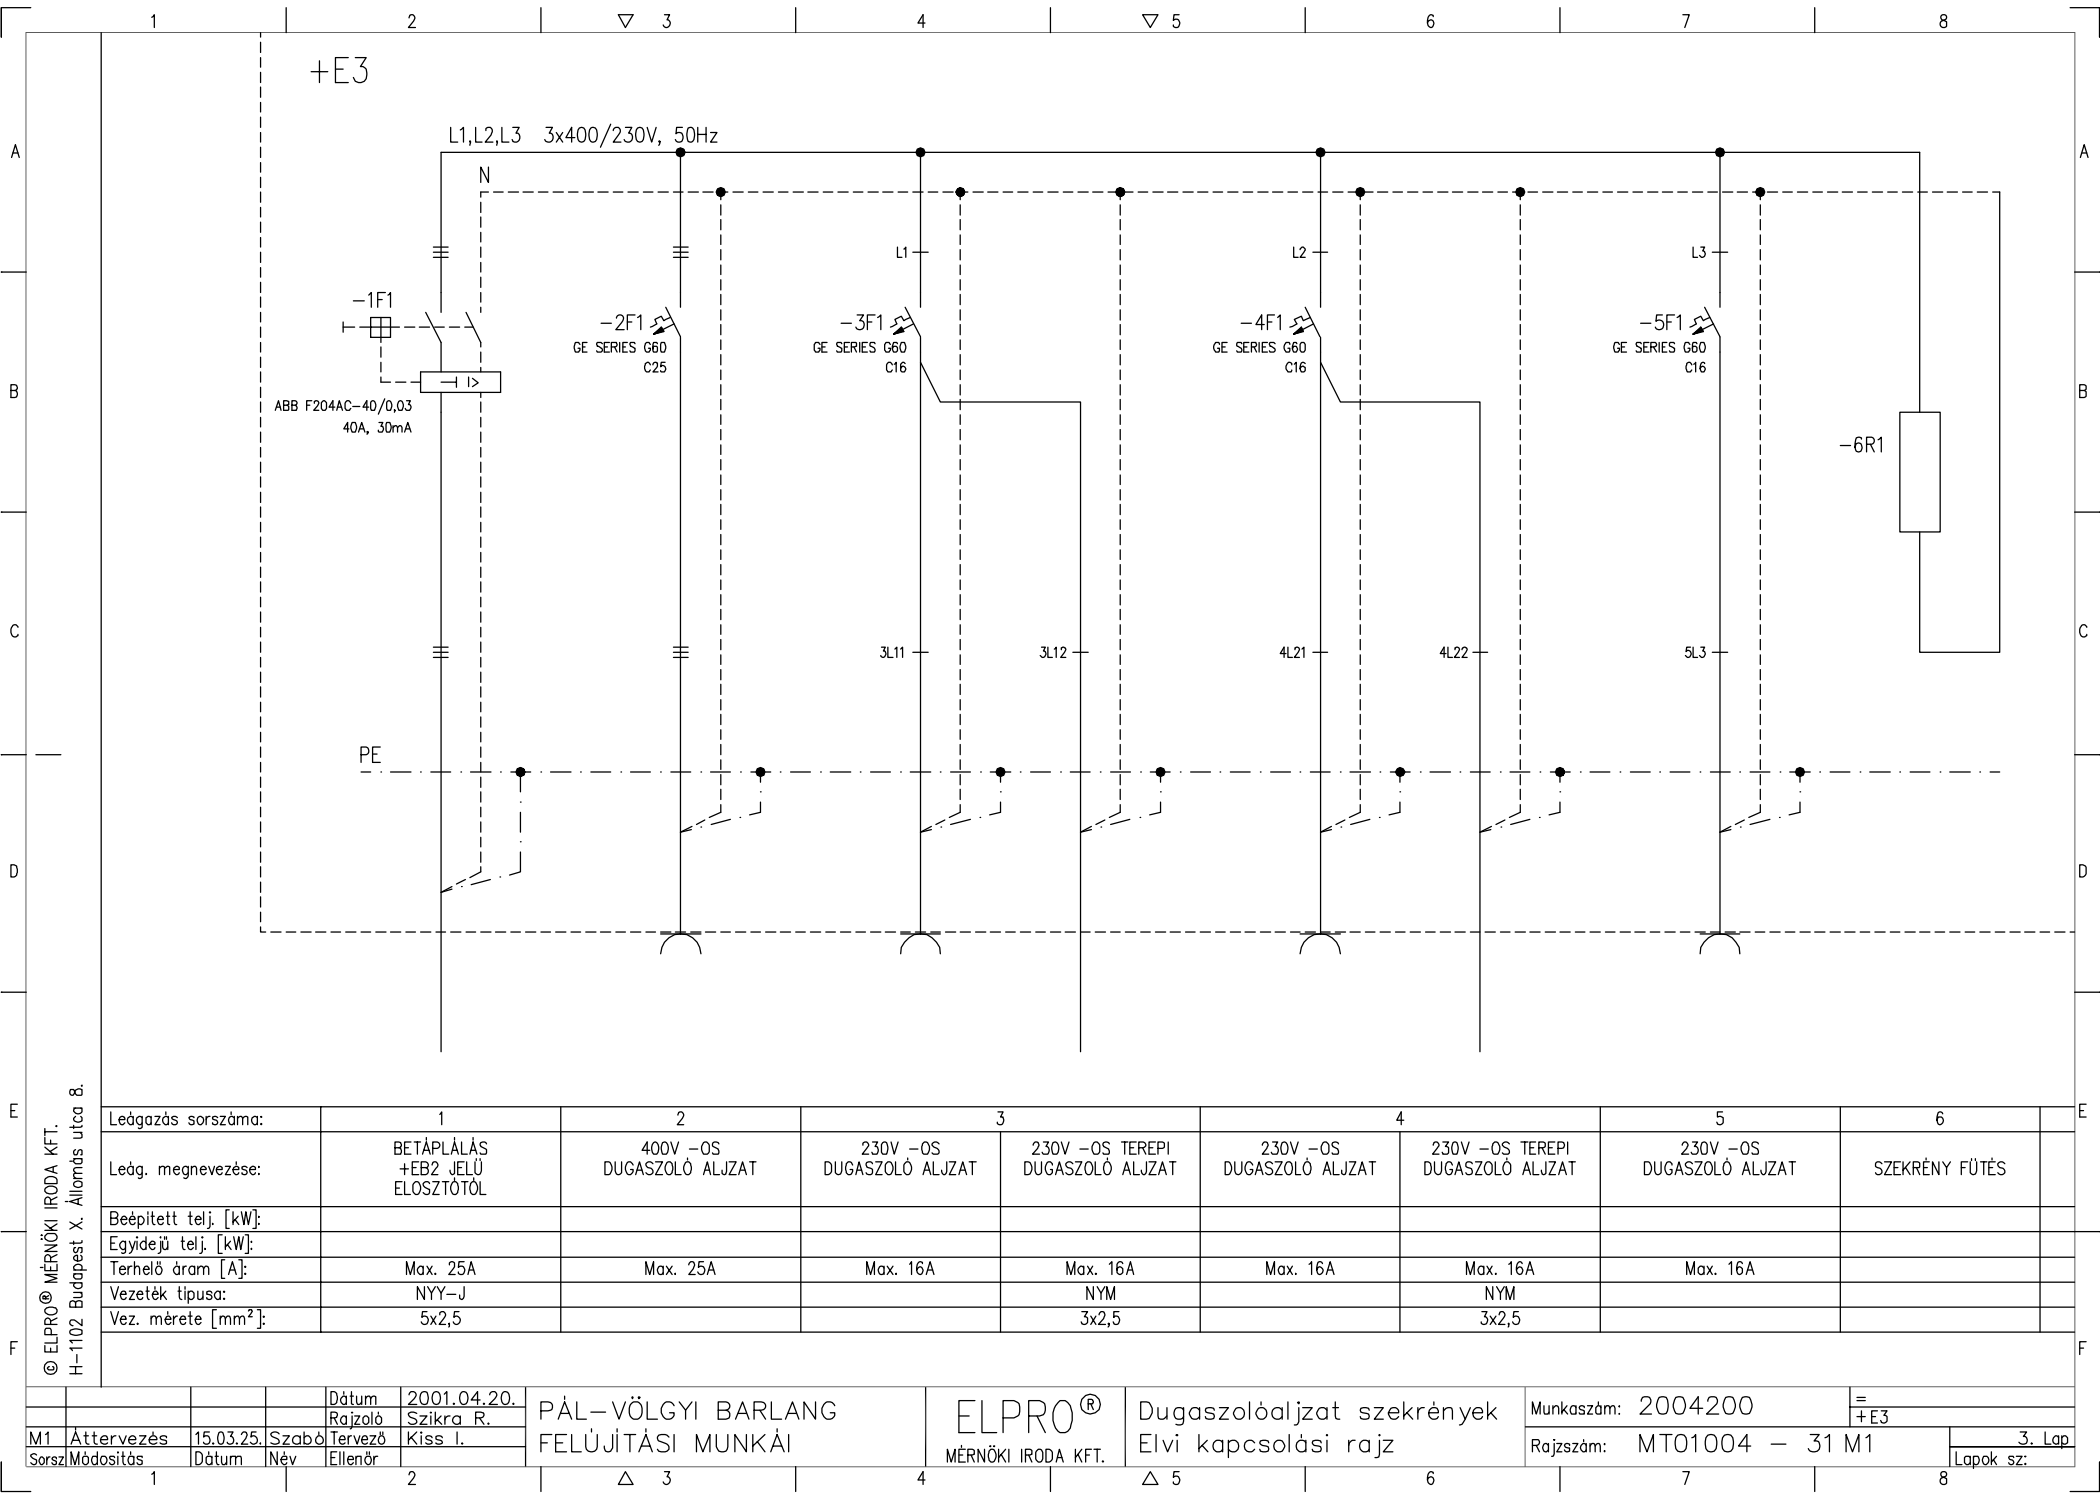 1 2 3 4 5 6 7 8
+E3
L1,L2,L3 3x400/230V, 50Hz
A A
N
L1 L2 L3
-1F1
-2F1 -3F1 -4F1 -5F1
GE SERIES G60 GE SERIES G60 GE SERIES G60 GE SERIES G60
C25 C16 C16 C16
B B
ABB F204AC-40/0,03
40A, 30mA
-6R1
C C
3L11 3L12 4L21 4L22 5L3
PE
D D
E E
Leágazás sorszáma: 1 2 3 4 5 6
Leág. megnevezése:
BETÁPLÁLÁS
+EB2 JELŰ
ELOSZTÓTÓL
400V -OS
DUGASZOLÓ ALJZAT
230V -OS
DUGASZOLÓ ALJZAT
230V -OS TEREPI
DUGASZOLÓ ALJZAT
230V -OS
DUGASZOLÓ ALJZAT
230V -OS TEREPI
DUGASZOLÓ ALJZAT
230V -OS
DUGASZOLÓ ALJZAT
SZEKRÉNY FŰTÉS
Beépített telj. [kW]:
Egyidejű telj. [kW]:
Terhelő áram [A]: Max. 25A Max. 25A Max. 16A Max. 16A Max. 16A Max. 16A Max. 16A
Vezeték típusa: NYY-J NYM NYM
Vez. mérete [mm²]: 5x2,5 3x2,5 3x2,5
F F
© ELPRO® MÉRNÖKI IRODA KFT.
H-1102 Budapest X. Állomás utca 8.
Dátum 2001.04.20.
Rajzoló Szikra R.
M1 Áttervezés 15.03.25. Szabó Tervező Kiss I.
Sorsz Módosítás Dátum Név Ellenőr
PÁL-VÖLGYI BARLANG
FELÚJÍTÁSI MUNKÁI
ELPRO®
MÉRNÖKI IRODA KFT.
Dugaszolóaljzat szekrények
Elvi kapcsolási rajz
Munkaszám: 2004200
Rajzszám: MT01004 - 31 M1
=
+E3
3. Lap
Lapok sz:
1 2 3 4 5 6 7 8